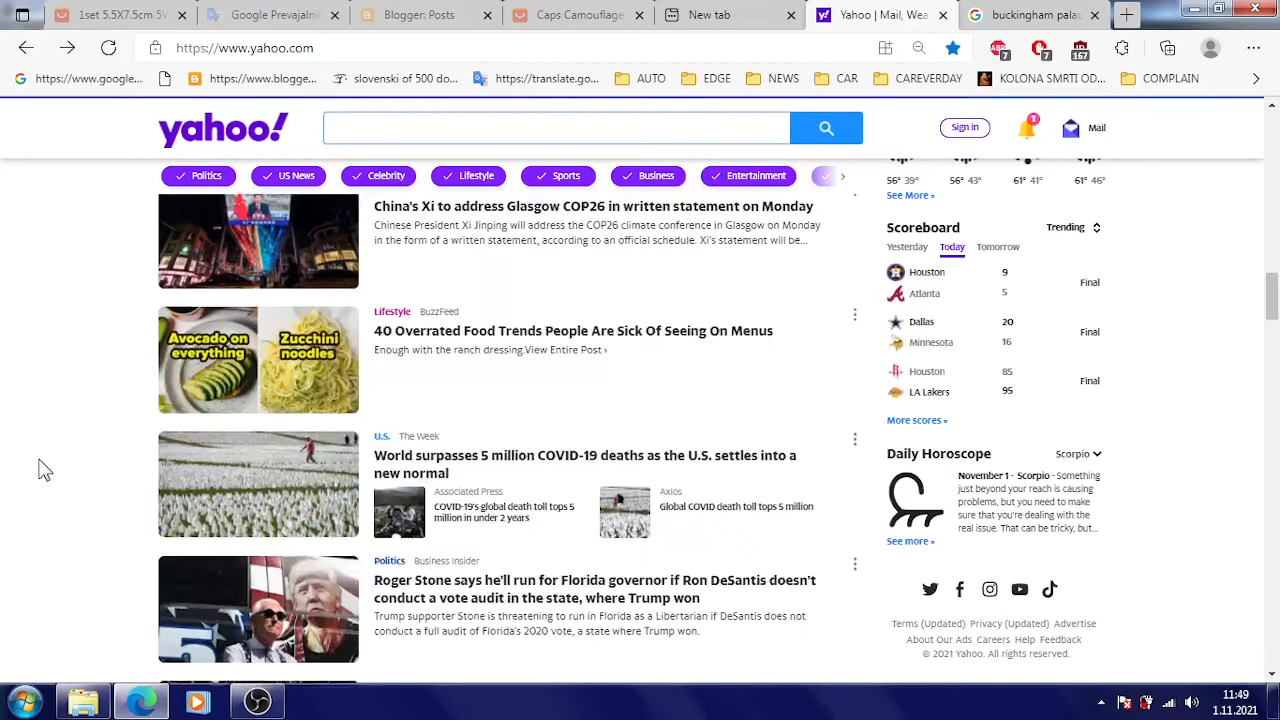 1set 5.5X7.5cm 5V
Google Prevajalnil
Blogger: Posts
Caps Camouflage
New tab
Yahoo | Mail, Wea
buckingham palac
https://www.yahoo.com
7
7
167
https://www.google...
https://www.blogge...
slovenski of 500 do...
https://translate.go...
AUTO
EDGE
NEWS
CAR
CAREVERDAY
KOLONA SMRTI OD...
COMPLAIN
yahoo!
Sign in
1
Mail
Politics
US News
Celebrity
Lifestyle
Sports
Business
Entertainment
China's Xi to address Glasgow COP26 in written statement on Monday
Chinese President Xi Jinping will address the COP26 climate conference in Glasgow on Monday
in the form of a written statement, according to an official schedule. Xi's statement will be...
Lifestyle BuzzFeed
40 Overrated Food Trends People Are Sick Of Seeing On Menus
Enough with the ranch dressing.View Entire Post ›
Avocado on
everything
Zucchini
noodles
U.S. The Week
World surpasses 5 million COVID-19 deaths as the U.S. settles into a
new normal
Associated Press
COVID-19's global death toll tops 5
million in under 2 years
Axios
Global COVID death toll tops 5 million
Politics Business Insider
Roger Stone says he'll run for Florida governor if Ron DeSantis doesn't
conduct a vote audit in the state, where Trump won
Trump supporter Stone is threatening to run in Florida as a Libertarian if DeSantis does not
conduct a full audit of Florida's 2020 vote, a state where Trump won.
5
56° 39° 56° 43° 61° 41° 61° 46°
See More »
Scoreboard
Trending
Yesterday Today Tomorrow
Houston 9
Atlanta 5
Final
Dallas 20
Minnesota 16
Final
Houston 85
LA Lakers 95
Final
More scores »
Daily Horoscope
Scorpio
November 1 - Scorpio - Something
just beyond your reach is causing
problems, but you need to make
sure that you're dealing with the
real issue. That can be tricky, but...
See more »
Terms (Updated) Privacy (Updated) Advertise
About Our Ads Careers Help Feedback
© 2021 Yahoo. All rights reserved.
11:49
1.11.2021